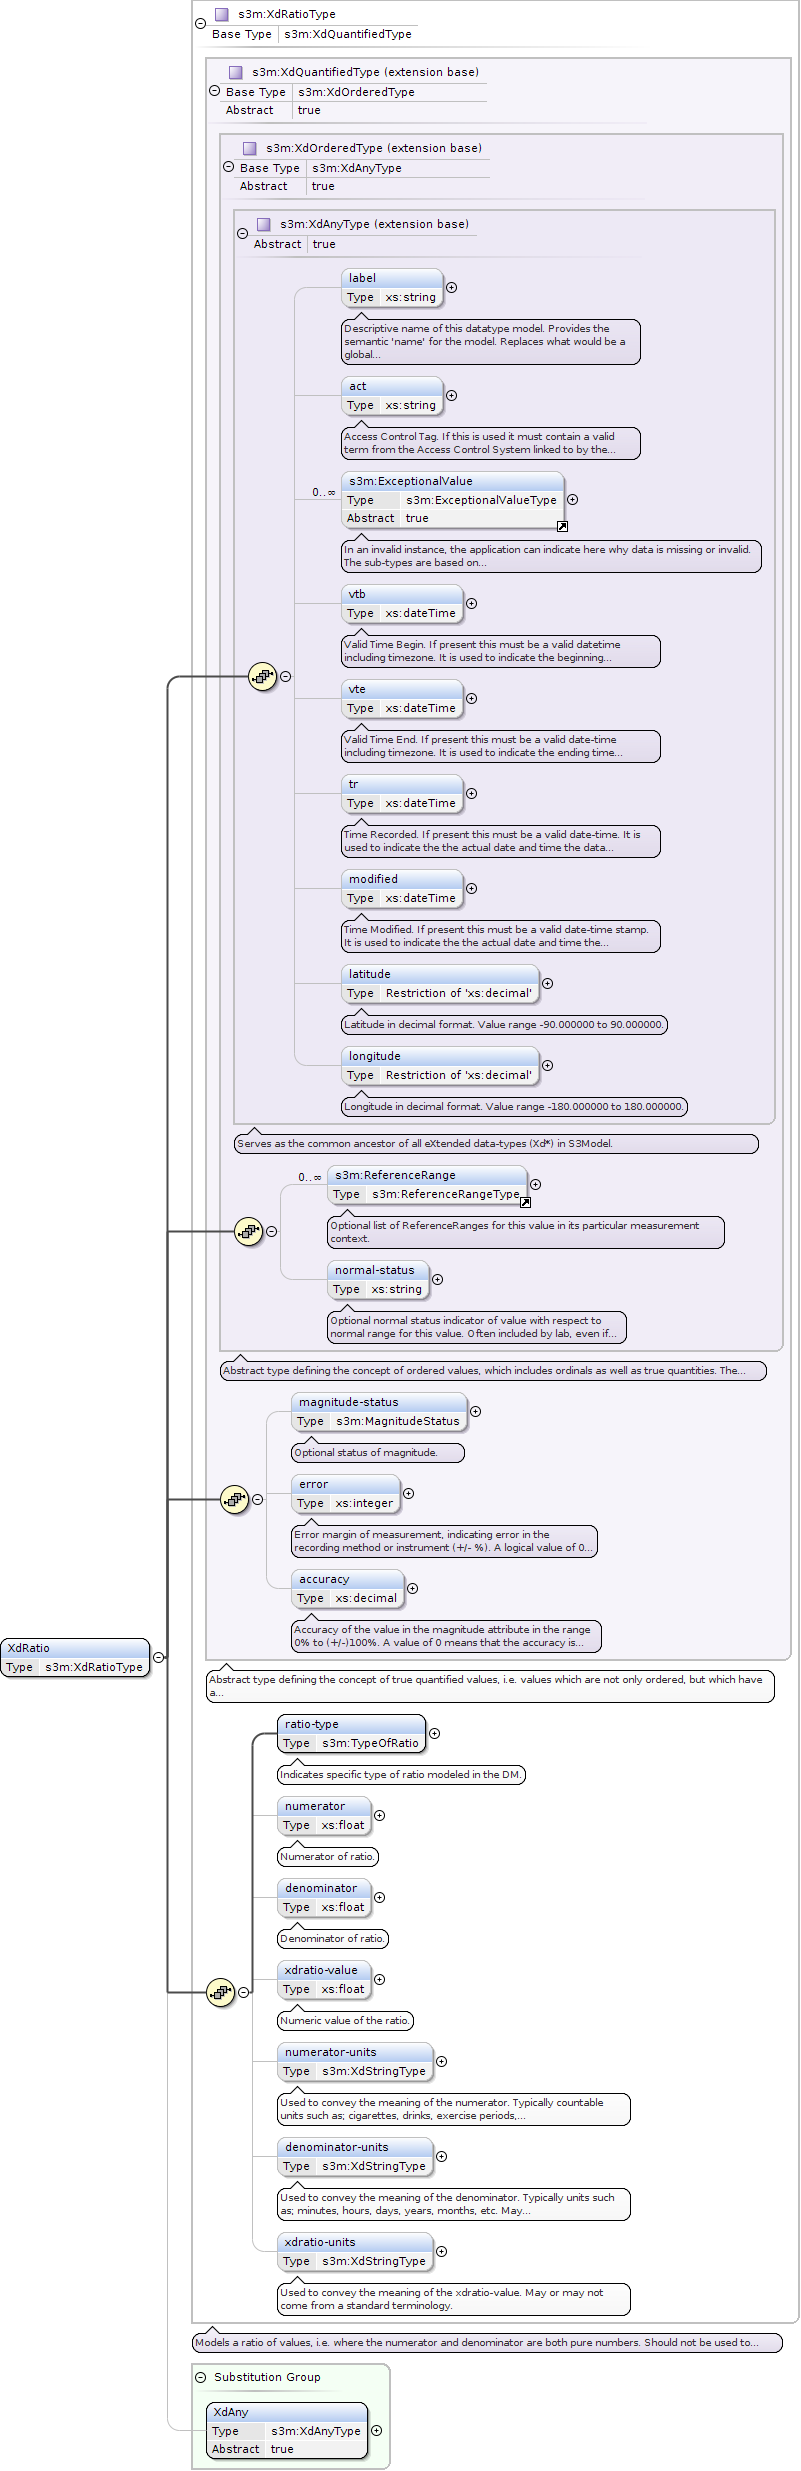 s3m:XdRatioType
Base Type s3m:XdQuantifiedType
s3m:XdQuantifiedType (extension base)
Base Type s3m:XdOrderedType
Abstract true
s3m:XdOrderedType (extension base)
Base Type s3m:XdAnyType
Abstract true
s3m:XdAnyType (extension base)
Abstract true
label
Type xs:string
Descriptive name of this datatype model. Provides the
semantic 'name' for the model. Replaces what would be a
global...
act
Type xs:string
Access Control Tag. If this is used it must contain a valid
term from the Access Control System linked to by the...
0..∞
s3m:ExceptionalValue
Type s3m:ExceptionalValueType
Abstract true
In an invalid instance, the application can indicate here why data is missing or invalid.
The sub-types are based on...
vtb
Type xs:dateTime
Valid Time Begin. If present this must be a valid datetime
including timezone. It is used to indicate the beginning...
vte
Type xs:dateTime
Valid Time End. If present this must be a valid date-time
including timezone. It is used to indicate the ending time...
tr
Type xs:dateTime
Time Recorded. If present this must be a valid date-time. It is
used to indicate the the actual date and time the data...
modified
Type xs:dateTime
Time Modified. If present this must be a valid date-time stamp.
It is used to indicate the the actual date and time the...
latitude
Type Restriction of 'xs:decimal'
Latitude in decimal format. Value range -90.000000 to 90.000000.
longitude
Type Restriction of 'xs:decimal'
Longitude in decimal format. Value range -180.000000 to 180.000000.
Serves as the common ancestor of all eXtended data-types (Xd*) in S3Model.
0..∞
s3m:ReferenceRange
Type s3m:ReferenceRangeType
Optional list of ReferenceRanges for this value in its particular measurement
context.
normal-status
Type xs:string
Optional normal status indicator of value with respect to
normal range for this value. Often included by lab, even if...
Abstract type defining the concept of ordered values, which includes ordinals as well as true quantities. The...
magnitude-status
Type s3m:MagnitudeStatus
Optional status of magnitude.
error
Type xs:integer
Error margin of measurement, indicating error in the
recording method or instrument (+/- %). A logical value of 0...
accuracy
Type xs:decimal
Accuracy of the value in the magnitude attribute in the range
0% to (+/-)100%. A value of 0 means that the accuracy is...
XdRatio
Type s3m:XdRatioType
Abstract type defining the concept of true quantified values, i.e. values which are not only ordered, but which have
a...
ratio-type
Type s3m:TypeOfRatio
Indicates specific type of ratio modeled in the DM.
numerator
Type xs:float
Numerator of ratio.
denominator
Type xs:float
Denominator of ratio.
xdratio-value
Type xs:float
Numeric value of the ratio.
numerator-units
Type s3m:XdStringType
Used to convey the meaning of the numerator. Typically countable
units such as; cigarettes, drinks, exercise periods,...
denominator-units
Type s3m:XdStringType
Used to convey the meaning of the denominator. Typically units such
as; minutes, hours, days, years, months, etc. May...
xdratio-units
Type s3m:XdStringType
Used to convey the meaning of the xdratio-value. May or may not
come from a standard terminology.
Models a ratio of values, i.e. where the numerator and denominator are both pure numbers. Should not be used to...
Substitution Group
XdAny
Type s3m:XdAnyType
Abstract true